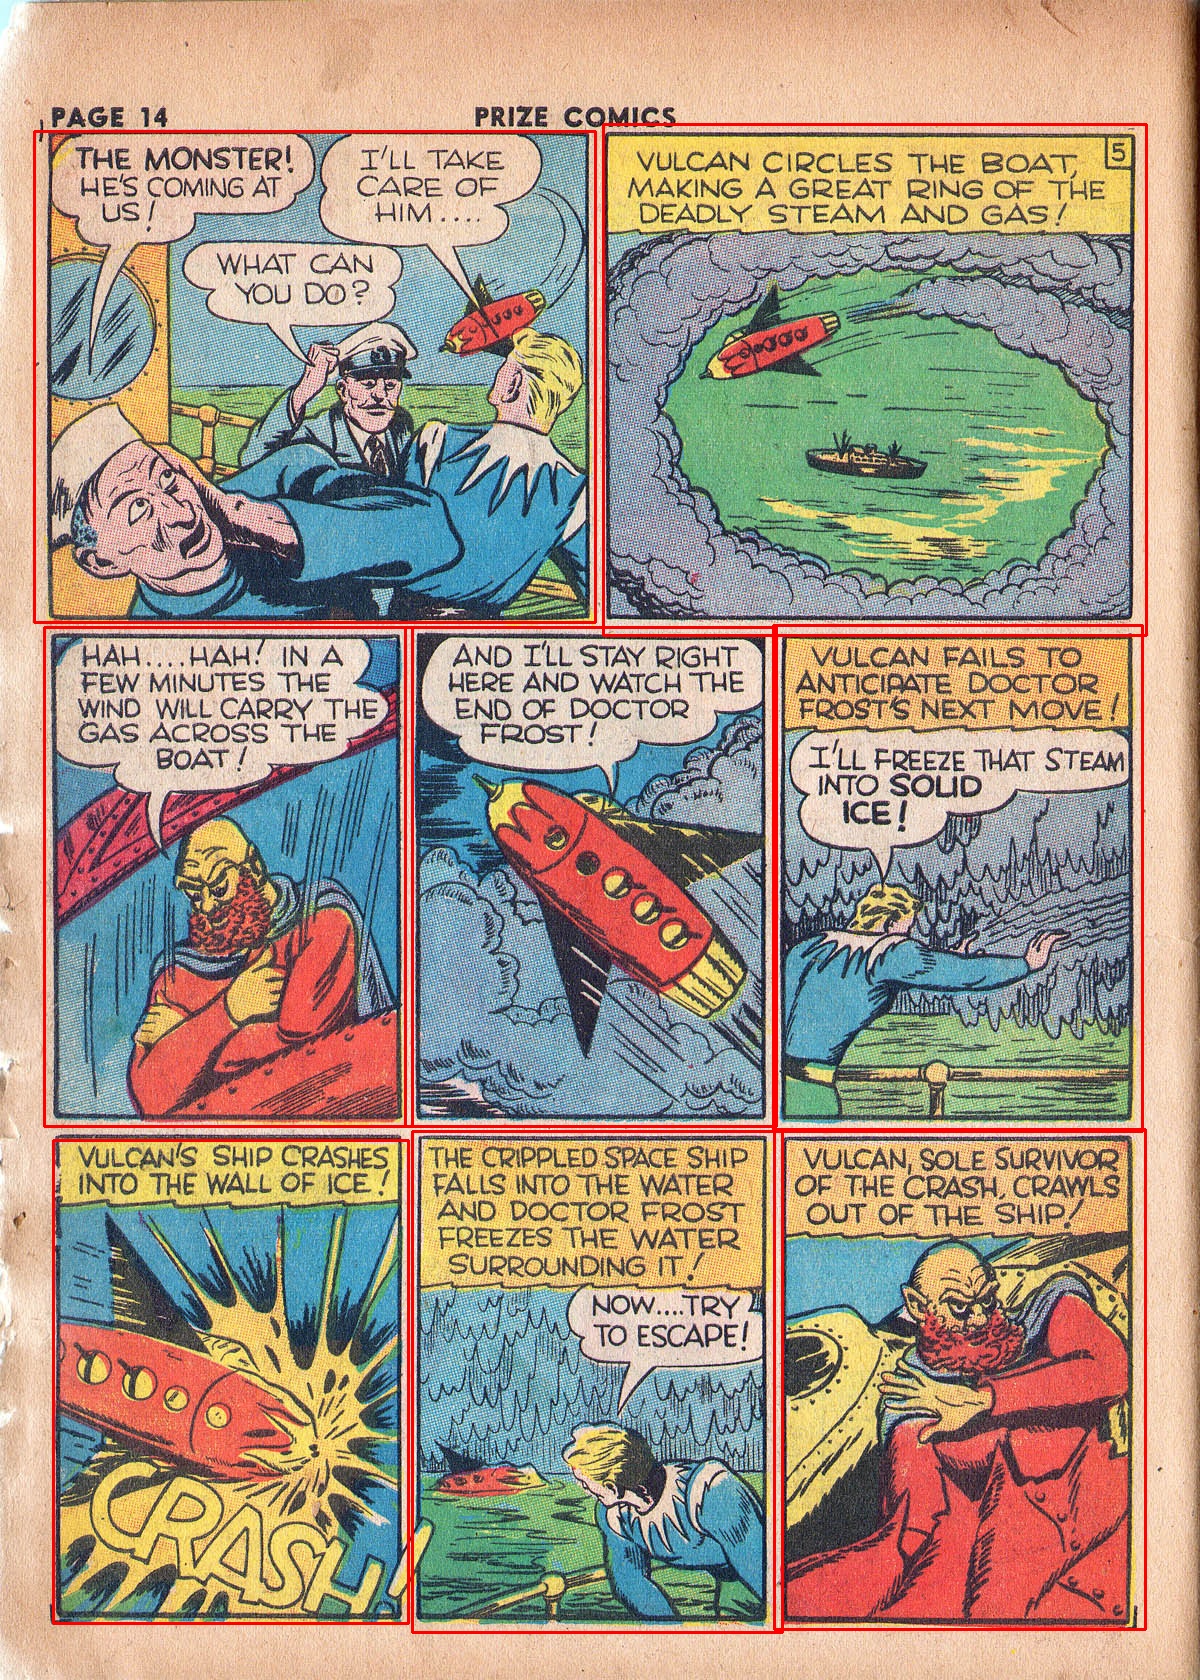 PAGE 14
PRIZE COMICS
THE MONSTER!
HE'S COMING AT
US!
I'LL TAKE
CARE OF
HIM....
WHAT CAN
YOU DO?
5
VULCAN CIRCLES THE BOAT,
MAKING A GREAT RING OF THE
DEADLY STEAM AND GAS!
HAH....HAH! IN A
FEW MINUTES THE
WIND WILL CARRY THE
GAS ACROSS THE
BOAT!
AND I'LL STAY RIGHT
HERE AND WATCH THE
END OF DOCTOR
FROST!
VULCAN FAILS TO
ANTICIPATE DOCTOR
FROST'S NEXT MOVE!
I'LL FREEZE THAT STEAM
INTO SOLID
ICE!
VULCAN'S SHIP CRASHES
INTO THE WALL OF ICE!
CRASH!
THE CRIPPLED SPACE SHIP
FALLS INTO THE WATER
AND DOCTOR FROST
FREEZES THE WATER
SURROUNDING IT!
NOW....TRY
TO ESCAPE!
VULCAN, SOLE SURVIVOR
OF THE CRASH, CRAWLS
OUT OF THE SHIP!